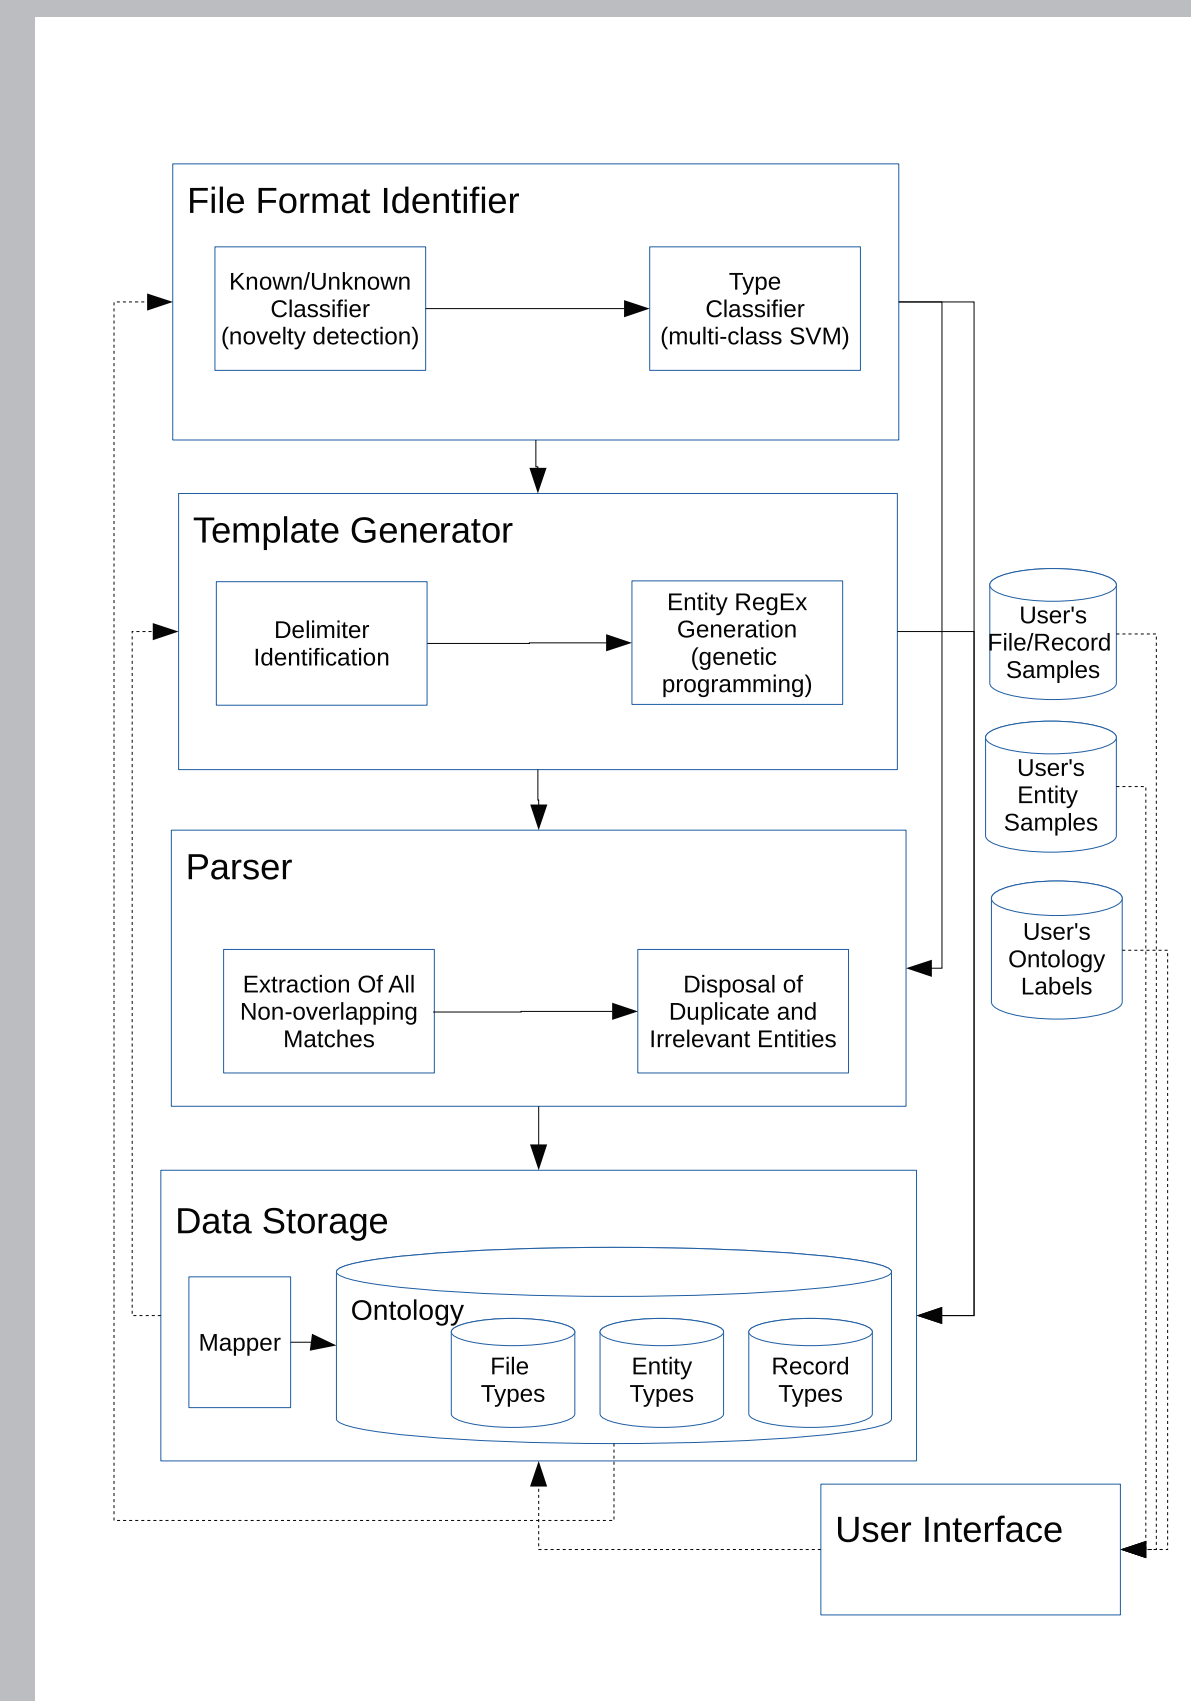 File Format Identifier
Known/Unknown
Classifier
(novelty detection)
Type
Classifier
(multi-class SVM)
Template Generator
Delimiter
Identification
Entity RegEx
Generation
(genetic
programming)
User's
File/Record
Samples
User's
Entity
Samples
Parser
User's
Ontology
Labels
Extraction Of All
Non-overlapping
Matches
Disposal of
Duplicate and
Irrelevant Entities
Data Storage
Mapper
Ontology
File
Types
Entity
Types
Record
Types
User Interface